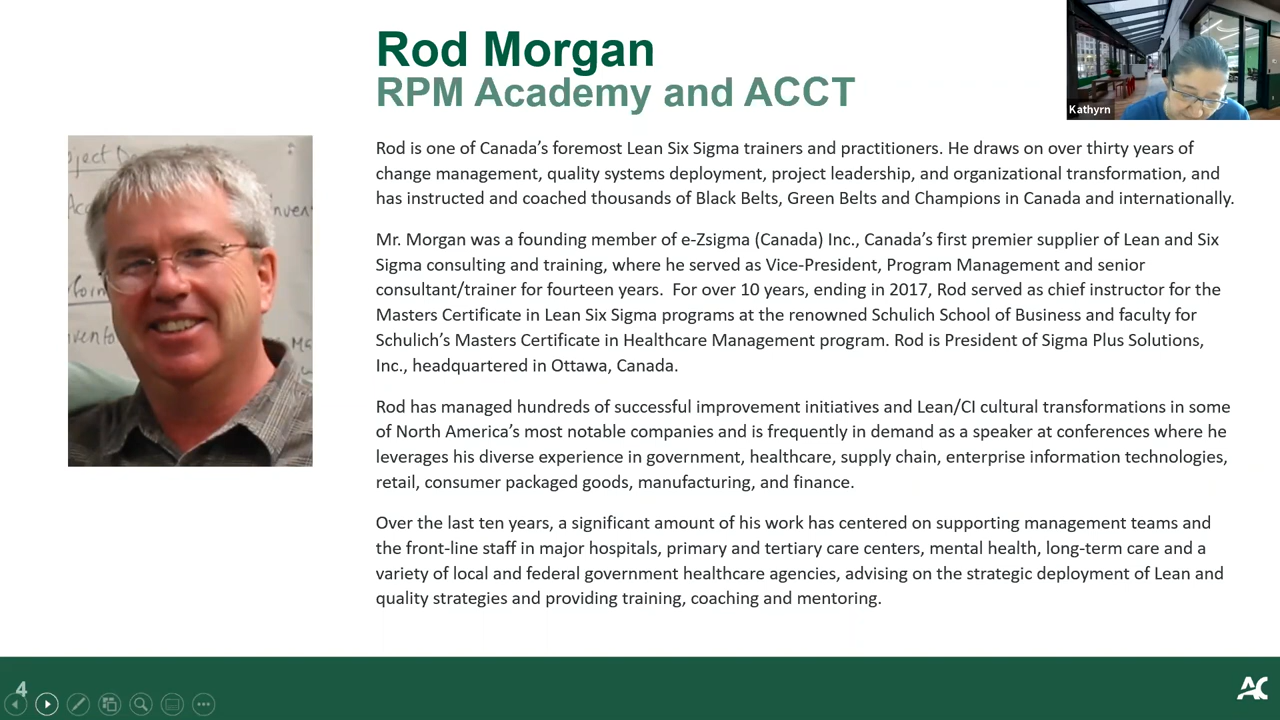 Rod Morgan
RPM Academy and ACCT
Kathyrn
Rod is one of Canada’s foremost Lean Six Sigma trainers and practitioners. He draws on over thirty years of
change management, quality systems deployment, project leadership, and organizational transformation, and
has instructed and coached thousands of Black Belts, Green Belts and Champions in Canada and internationally.
Mr. Morgan was a founding member of e-Zsigma (Canada) Inc., Canada’s first premier supplier of Lean and Six
Sigma consulting and training, where he served as Vice-President, Program Management and senior
consultant/trainer for fourteen years.  For over 10 years, ending in 2017, Rod served as chief instructor for the
Masters Certificate in Lean Six Sigma programs at the renowned Schulich School of Business and faculty for
Schulich’s Masters Certificate in Healthcare Management program. Rod is President of Sigma Plus Solutions,
Inc., headquartered in Ottawa, Canada.
Rod has managed hundreds of successful improvement initiatives and Lean/CI cultural transformations in some
of North America’s most notable companies and is frequently in demand as a speaker at conferences where he
leverages his diverse experience in government, healthcare, supply chain, enterprise information technologies,
retail, consumer packaged goods, manufacturing, and finance.
Over the last ten years, a significant amount of his work has centered on supporting management teams and
the front-line staff in major hospitals, primary and tertiary care centers, mental health, long-term care and a
variety of local and federal government healthcare agencies, advising on the strategic deployment of Lean and
quality strategies and providing training, coaching and mentoring.
4
AC